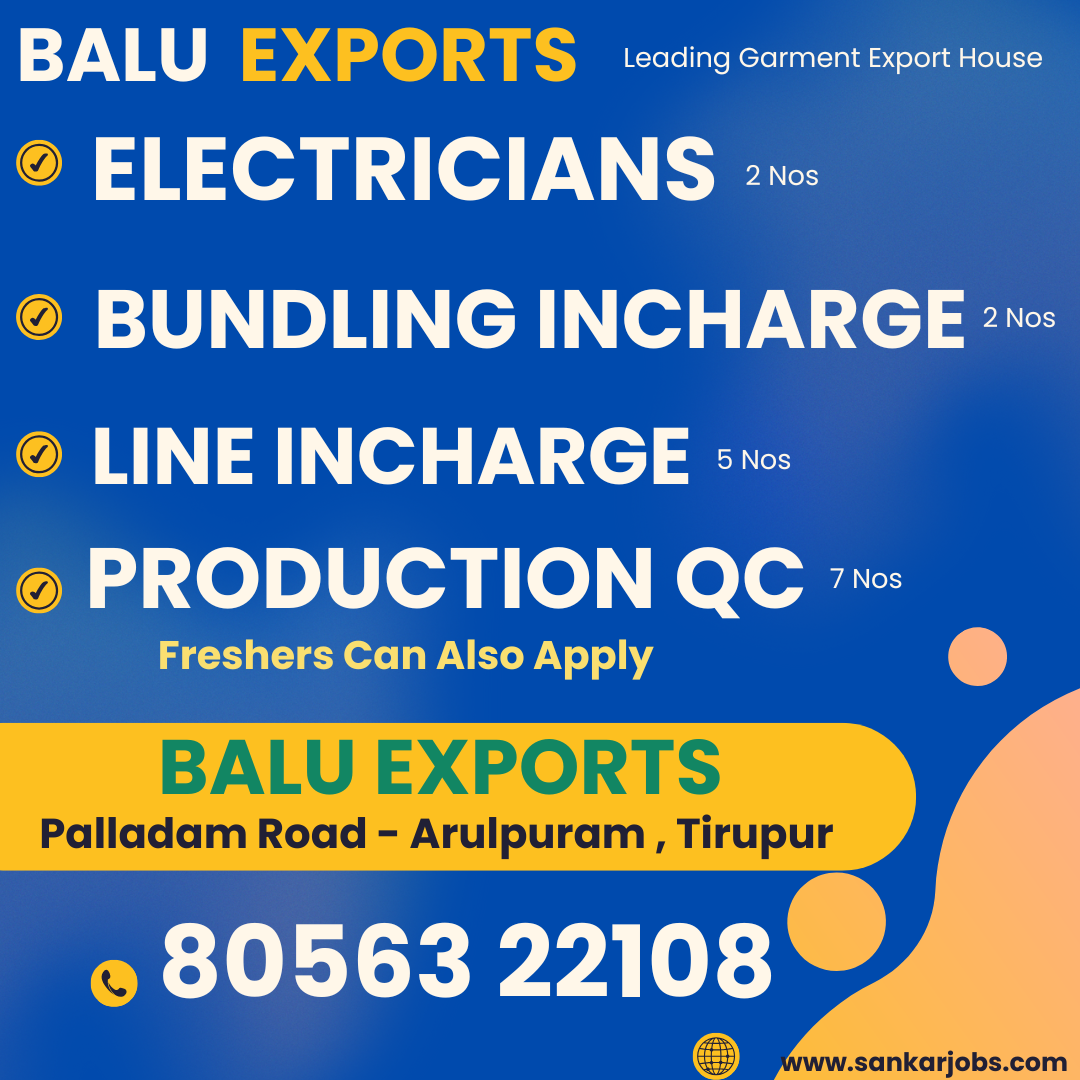 BALU EXPORTS Leading Garment Export House
ELECTRICIANS 2 Nos
BUNDLING INCHARGE 2 Nos
LINE INCHARGE 5 Nos
PRODUCTION QC 7 Nos
Freshers Can Also Apply
BALU EXPORTS
Palladam Road - Arulpuram , Tirupur
80563 22108
www.sankarjobs.com